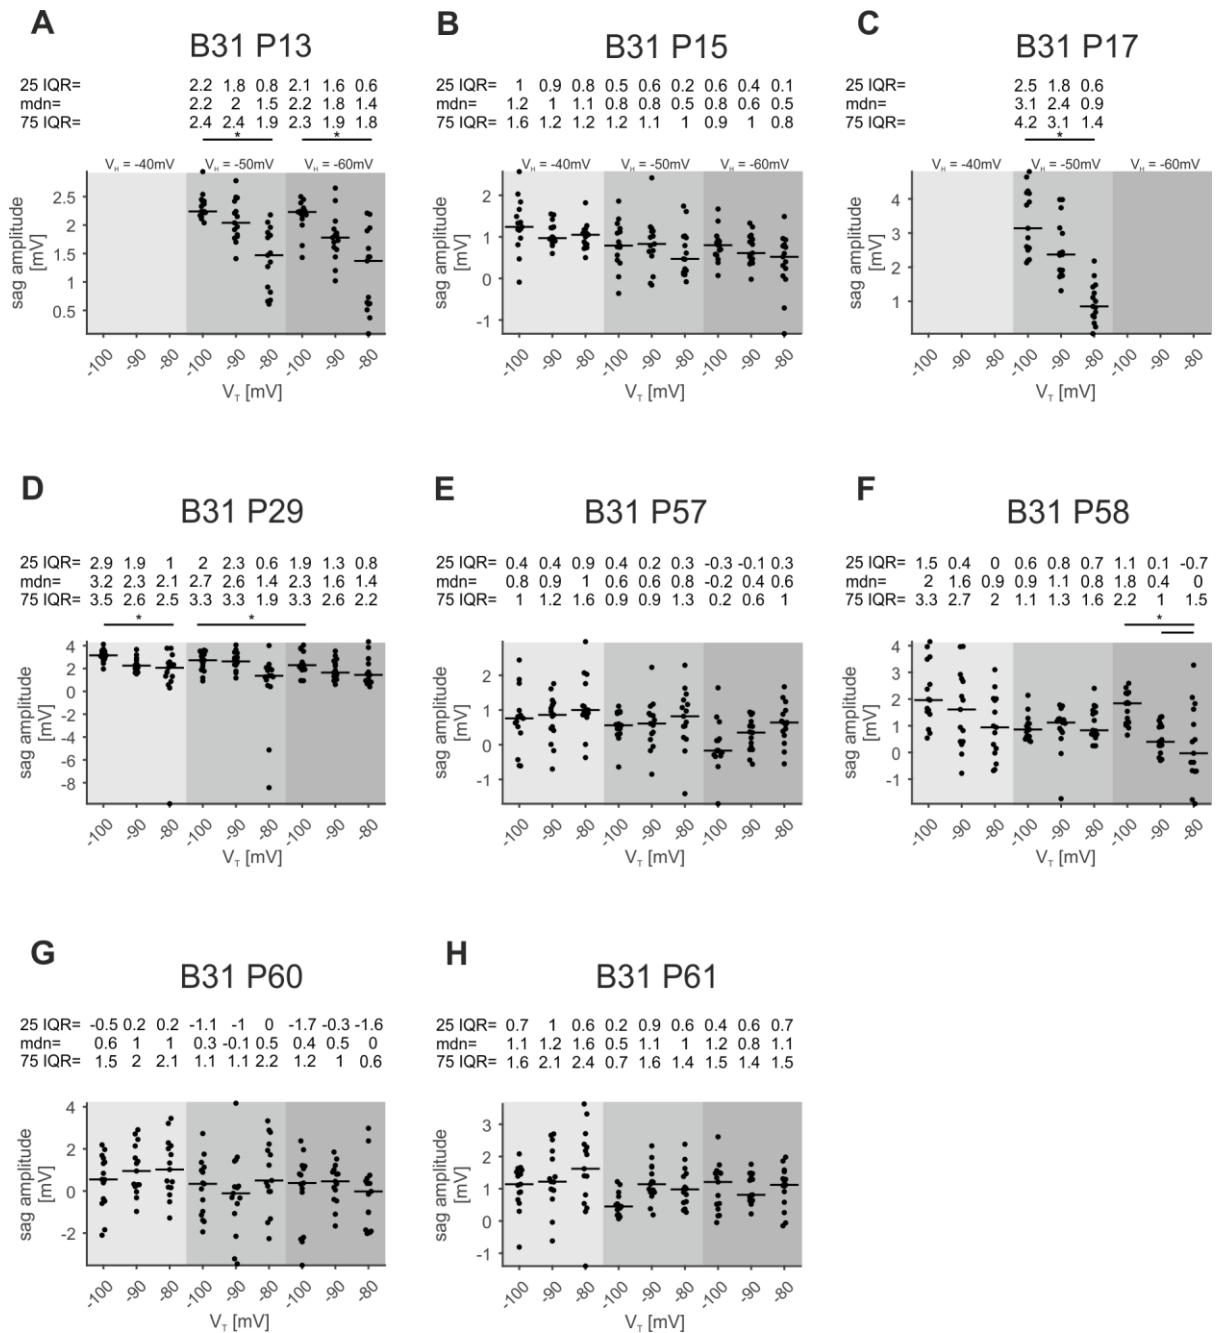 A
B31 P13
25 IQR= 2.2 1.8 0.8 2.1 1.6 0.6
mdn= 2.2 2 1.5 2.2 1.8 1.4
75 IQR= 2.4 2.4 1.9 2.3 1.9 1.8
* *
V_H = -40mV V_H = -50mV V_H = -60mV
sag amplitude
[mV]
2.5
2
1.5
1
0.5
-100 -90 -80 -100 -90 -80 -100 -90 -80
V_T [mV]
B
B31 P15
25 IQR= 1 0.9 0.8 0.5 0.6 0.2 0.6 0.4 0.1
mdn= 1.2 1 1.1 0.8 0.8 0.5 0.8 0.6 0.5
75 IQR= 1.6 1.2 1.2 1.2 1.1 1 0.9 1 0.8
V_H = -40mV V_H = -50mV V_H = -60mV
sag amplitude
[mV]
2
1
0
-1
-100 -90 -80 -100 -90 -80 -100 -90 -80
V_T [mV]
C
B31 P17
25 IQR= 2.5 1.8 0.6
mdn= 3.1 2.4 0.9
75 IQR= 4.2 3.1 1.4
*
V_H = -40mV V_H = -50mV V_H = -60mV
sag amplitude
[mV]
4
3
2
1
-100 -90 -80 -100 -90 -80 -100 -90 -80
V_T [mV]
D
B31 P29
25 IQR= 2.9 1.9 1 2 2.3 0.6 1.9 1.3 0.8
mdn= 3.2 2.3 2.1 2.7 2.6 1.4 2.3 1.6 1.4
75 IQR= 3.5 2.6 2.5 3.3 3.3 1.9 3.3 2.6 2.2
* *
sag amplitude
[mV]
4
2
0
-2
-4
-6
-8
-100 -90 -80 -100 -90 -80 -100 -90 -80
V_T [mV]
E
B31 P57
25 IQR= 0.4 0.4 0.9 0.4 0.2 0.3 -0.3 -0.1 0.3
mdn= 0.8 0.9 1 0.6 0.6 0.8 -0.2 0.4 0.6
75 IQR= 1 1.2 1.6 0.9 0.9 1.3 0.2 0.6 1
sag amplitude
[mV]
2
1
0
-1
-100 -90 -80 -100 -90 -80 -100 -90 -80
V_T [mV]
F
B31 P58
25 IQR= 1.5 0.4 0 0.6 0.8 0.7 1.1 0.1 -0.7
mdn= 2 1.6 0.9 0.9 1.1 0.8 1.8 0.4 0
75 IQR= 3.3 2.7 2 1.1 1.3 1.6 2.2 1 1.5
*
sag amplitude
[mV]
4
3
2
1
0
-1
-100 -90 -80 -100 -90 -80 -100 -90 -80
V_T [mV]
G
B31 P60
25 IQR= -0.5 0.2 0.2 -1.1 -1 0 -1.7 -0.3 -1.6
mdn= 0.6 1 1 0.3 -0.1 0.5 0.4 0.5 0
75 IQR= 1.5 2 2.1 1.1 1.1 2.2 1.2 1 0.6
sag amplitude
[mV]
4
2
0
-2
-100 -90 -80 -100 -90 -80 -100 -90 -80
V_T [mV]
H
B31 P61
25 IQR= 0.7 1 0.6 0.2 0.9 0.6 0.4 0.6 0.7
mdn= 1.1 1.2 1.6 0.5 1.1 1 1.2 0.8 1.1
75 IQR= 1.6 2.1 2.4 0.7 1.6 1.4 1.5 1.4 1.5
sag amplitude
[mV]
3
2
1
0
-1
-100 -90 -80 -100 -90 -80 -100 -90 -80
V_T [mV]